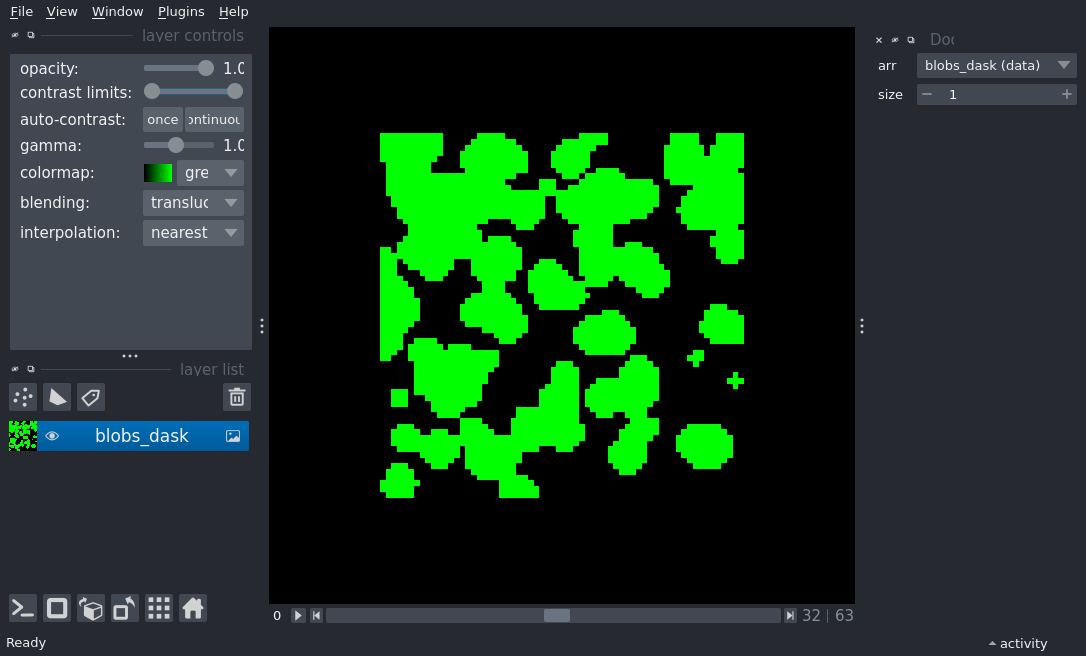 File View Window Plugins Help
layer controls
opacity: 1.0
contrast limits:
auto-contrast: once ontinuou
gamma: 1.0
colormap: gre
blending: transluc
interpolation: nearest
layer list
blobs_dask
0 32 | 63
Ready
Doc
arr blobs_dask (data)
size 1
activity